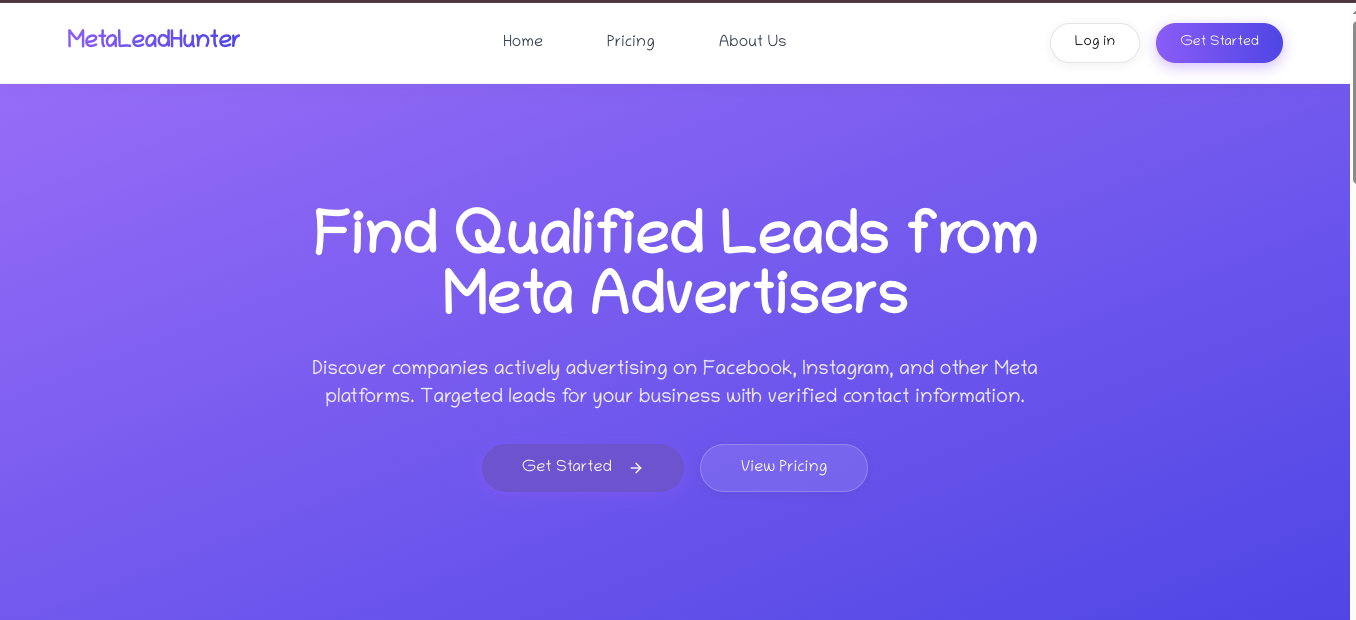 MetaLeadHunter
Home
Pricing
About Us
Log in
Get Started
Find Qualified Leads from
Meta Advertisers
Discover companies actively advertising on Facebook, Instagram, and other Meta
platforms. Targeted leads for your business with verified contact information.
Get Started
View Pricing